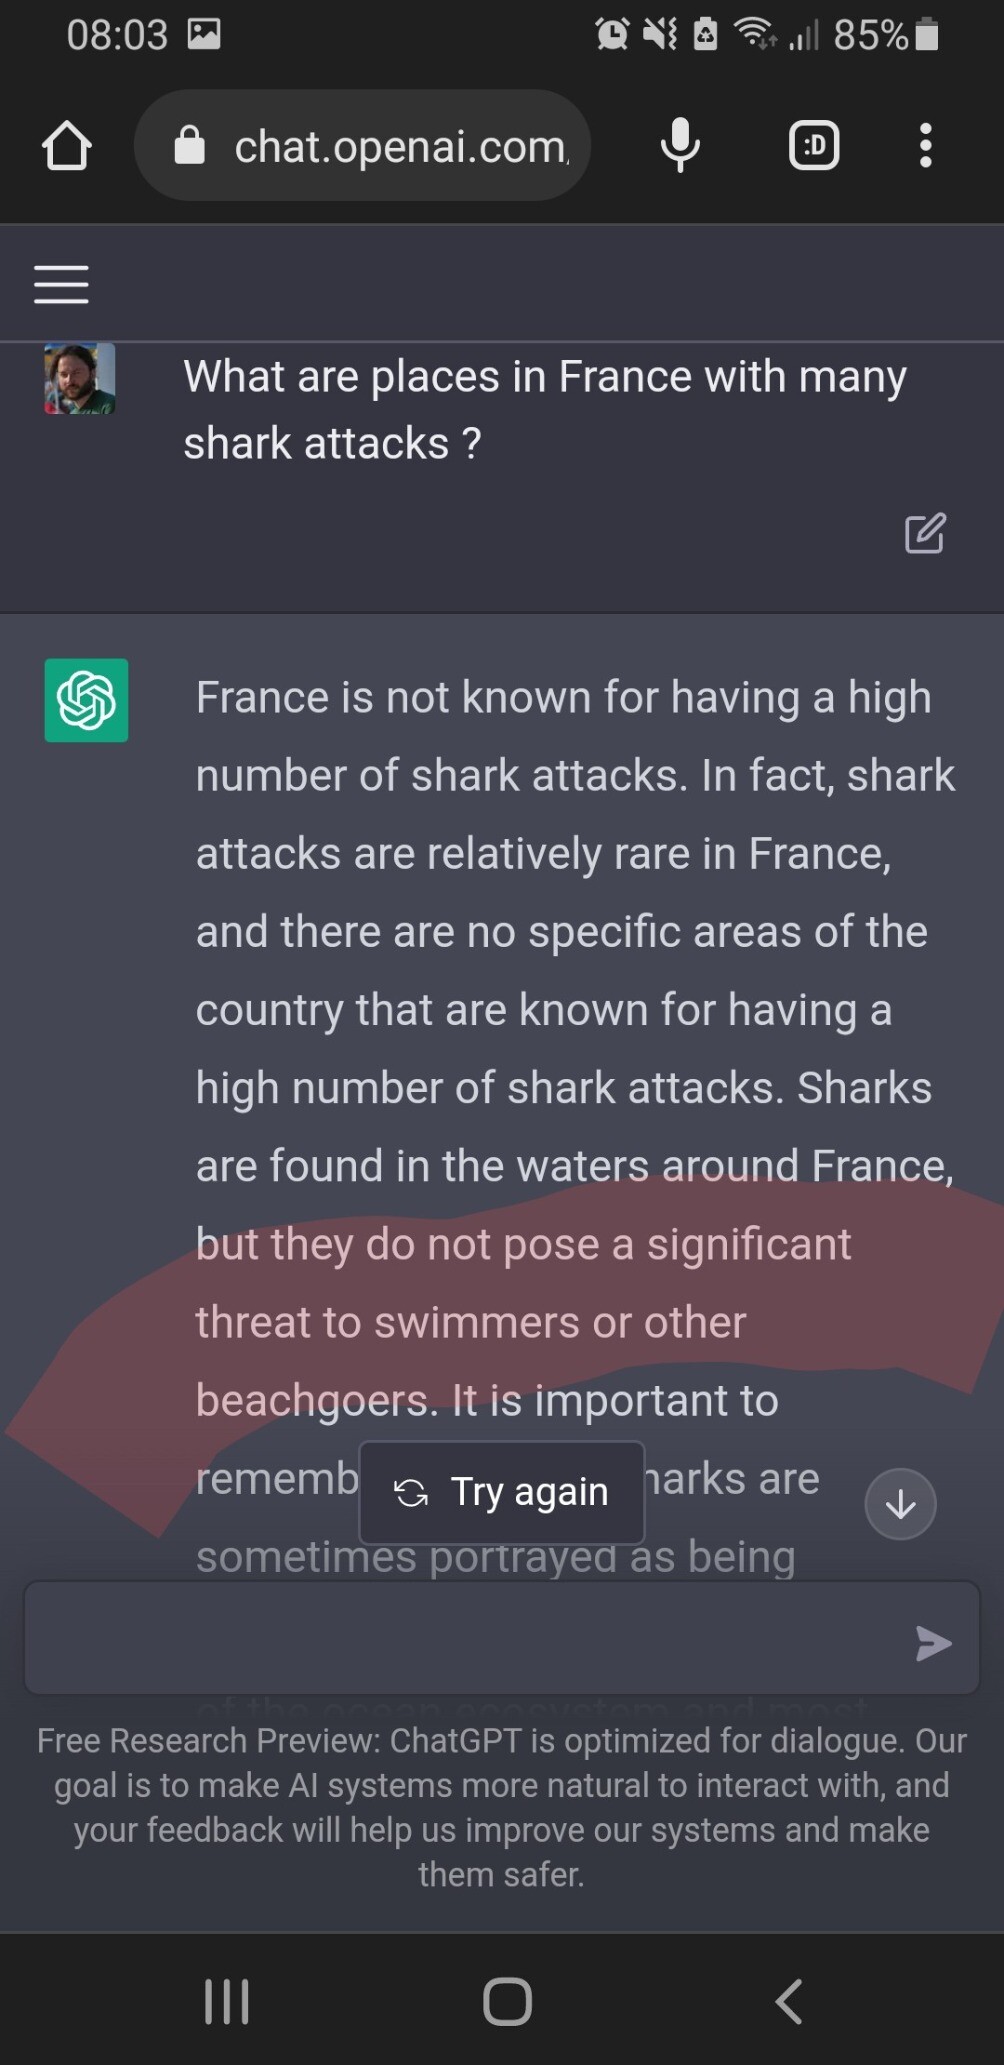 08:03
85%
chat.openai.com
:D
What are places in France with many
shark attacks ?
France is not known for having a high
number of shark attacks. In fact, shark
attacks are relatively rare in France,
and there are no specific areas of the
country that are known for having a
high number of shark attacks. Sharks
are found in the waters around France,
but they do not pose a significant
threat to swimmers or other
beachgoers. It is important to
are
Try again
sometimes portrayed as being
of the ocean ecosystem and most
Free Research Preview: ChatGPT is optimized for dialogue. Our
goal is to make AI systems more natural to interact with, and
your feedback will help us improve our systems and make
them safer.